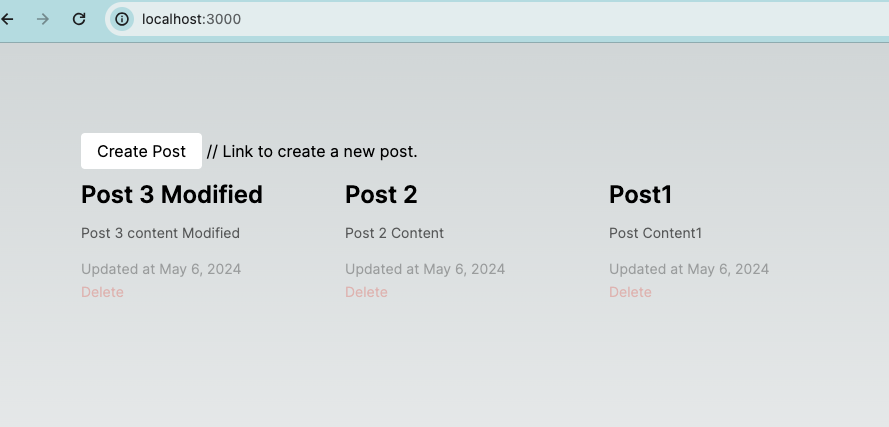 localhost:3000
Create Post // Link to create a new post.
Post 3 Modified Post 2 Post1
Post 3 content Modified Post 2 Content Post Content1
Updated at May 6, 2024 Updated at May 6, 2024 Updated at May 6, 2024
Delete Delete Delete